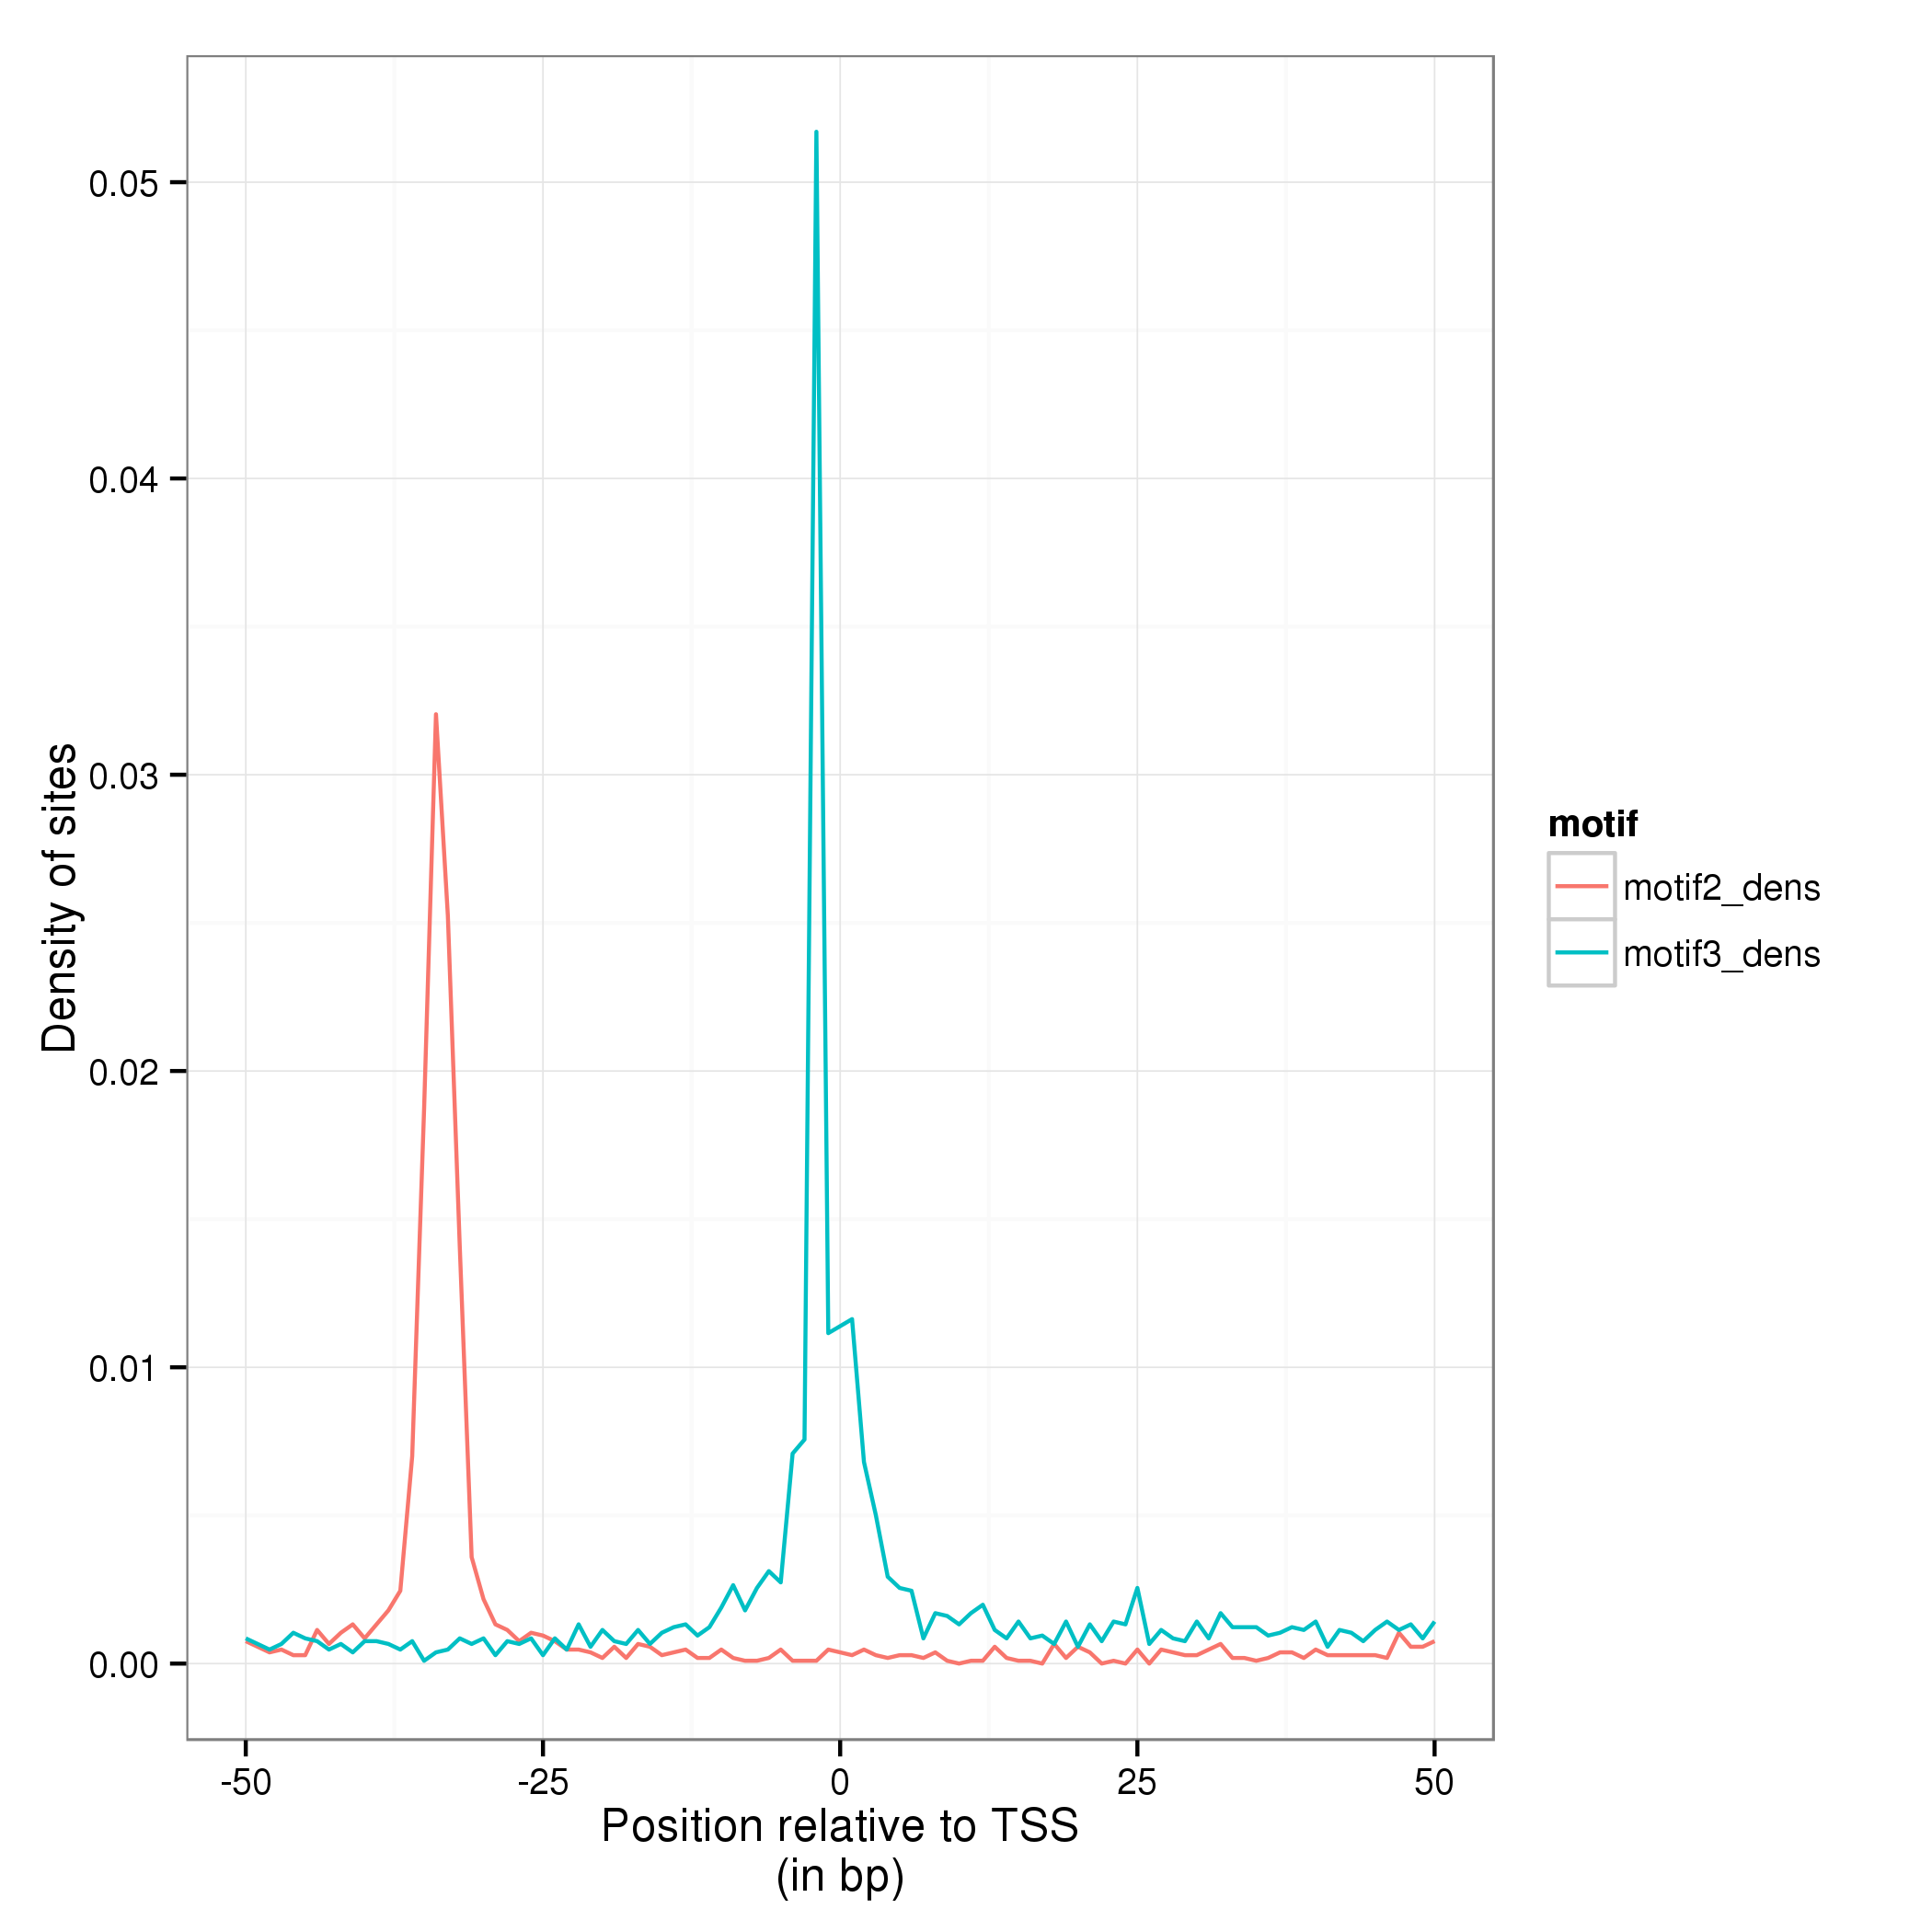 0.05
0.04
0.03
0.02
0.01
0.00
Density of sites
-50
-25
0
25
50
Position relative to TSS
(in bp)
motif
motif2_dens
motif3_dens